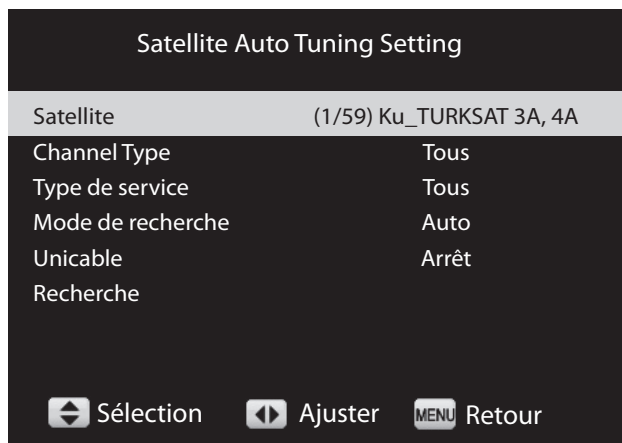 Satellite Auto Tuning Setting
Satellite (1/59) Ku_TURKSAT 3A, 4A
Channel Type Tous
Type de service Tous
Mode de recherche Auto
Unicable Arrêt
Recherche
Sélection Ajuster MENU Retour